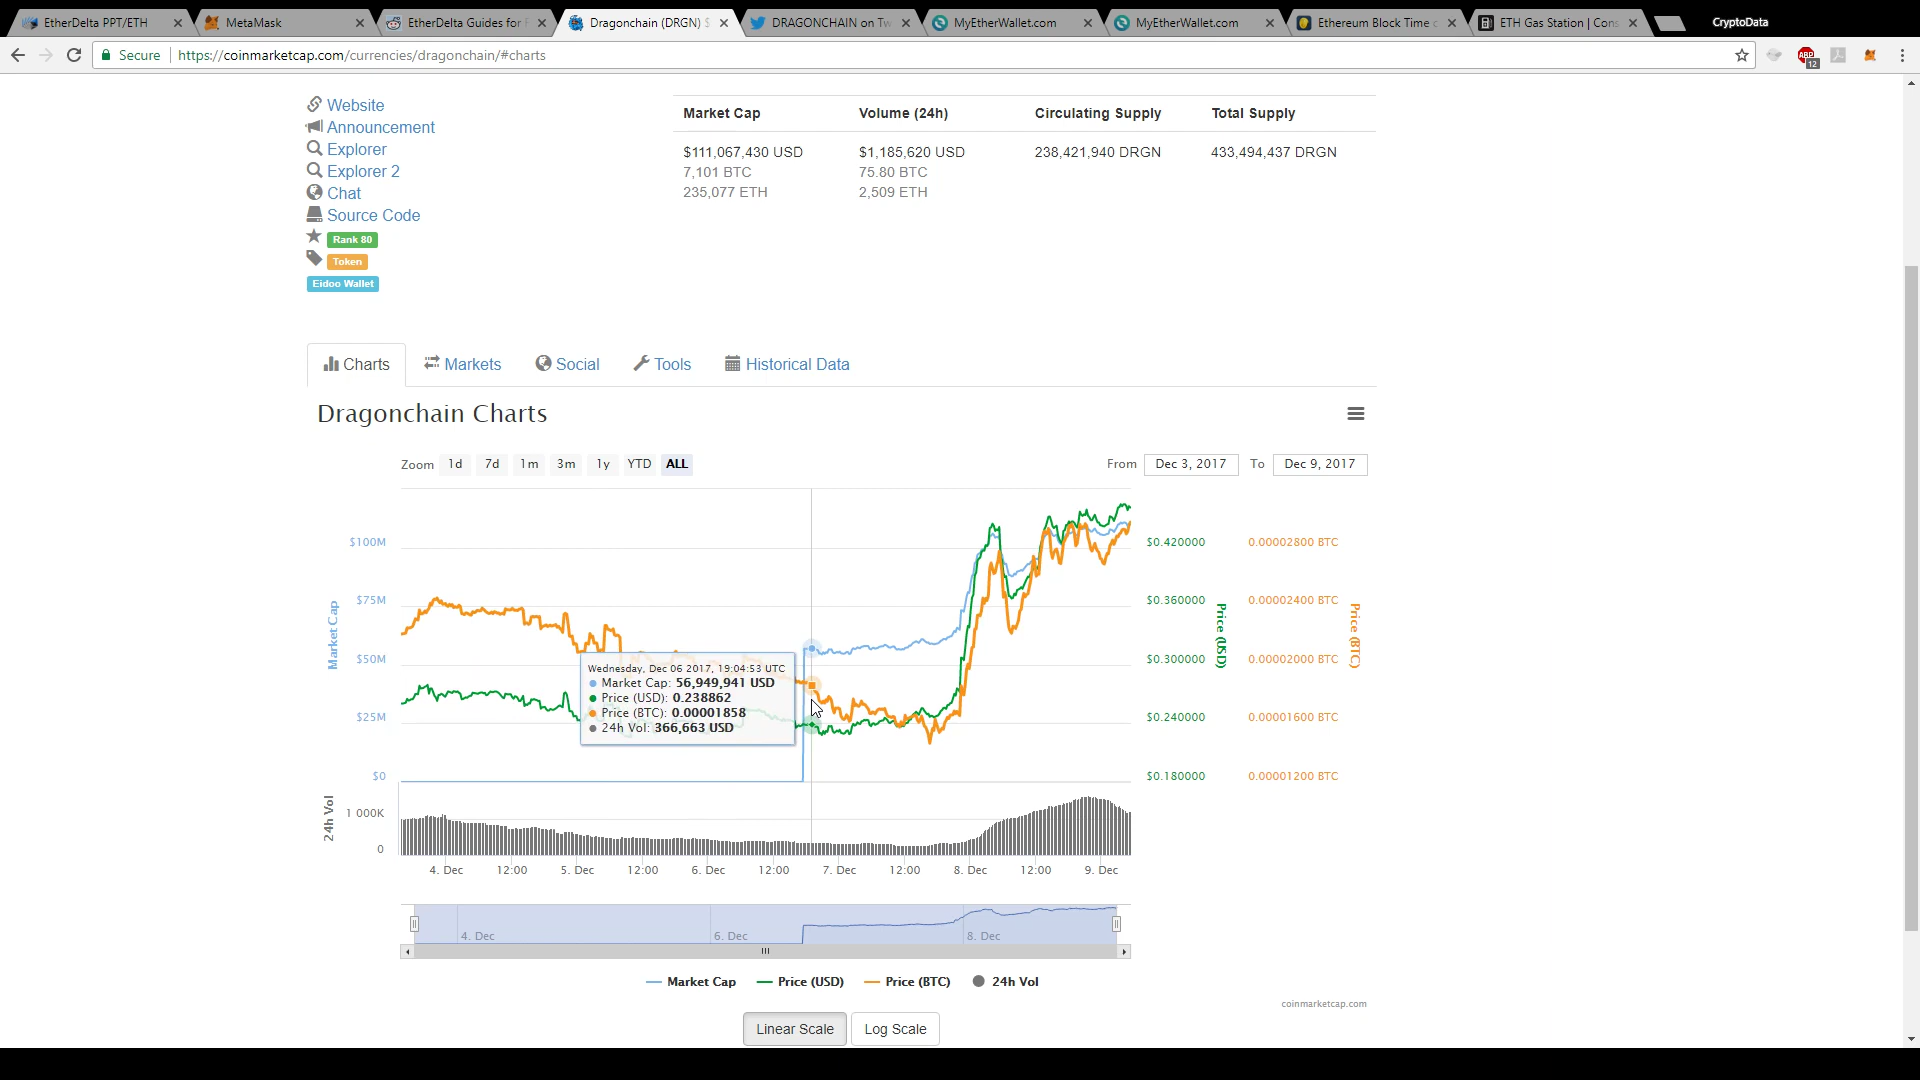 EtherDelta PPT/ETH
MetaMask
EtherDelta Guides for
Dragonchain (DRGN) $
DRAGONCHAIN on Tw
MyEtherWallet.com
MyEtherWallet.com
Ethereum Block Time
ETH Gas Station | Cons
CryptoData
Secure https://coinmarketcap.com/currencies/dragonchain/#charts
ABP
12
Website
Announcement
Explorer
Explorer 2
Chat
Source Code
Rank 80
Token
Eidoo Wallet
Market Cap Volume (24h) Circulating Supply Total Supply
$111,067,430 USD $1,185,620 USD 238,421,940 DRGN 433,494,437 DRGN
7,101 BTC 75.80 BTC
235,077 ETH 2,509 ETH
Charts Markets Social Tools Historical Data
Dragonchain Charts
Zoom 1d 7d 1m 3m 1y YTD ALL From Dec 3, 2017 To Dec 9, 2017
$100M $0.420000 0.00002800 BTC
$75M $0.360000 0.00002400 BTC
$50M $0.300000 0.00002000 BTC
$25M $0.240000 0.00001600 BTC
$0 $0.180000 0.00001200 BTC
Market Cap
Price (USD)
Price (BTC)
Wednesday, Dec 06 2017, 19:04:53 UTC
Market Cap: 56,949,941 USD
Price (USD): 0.238862
Price (BTC): 0.00001858
24h Vol: 366,663 USD
24h Vol
1 000K
0
4. Dec 12:00 5. Dec 12:00 6. Dec 12:00 7. Dec 12:00 8. Dec 12:00 9. Dec
4. Dec 6. Dec 8. Dec
Market Cap Price (USD) Price (BTC) 24h Vol
coinmarketcap.com
Linear Scale Log Scale